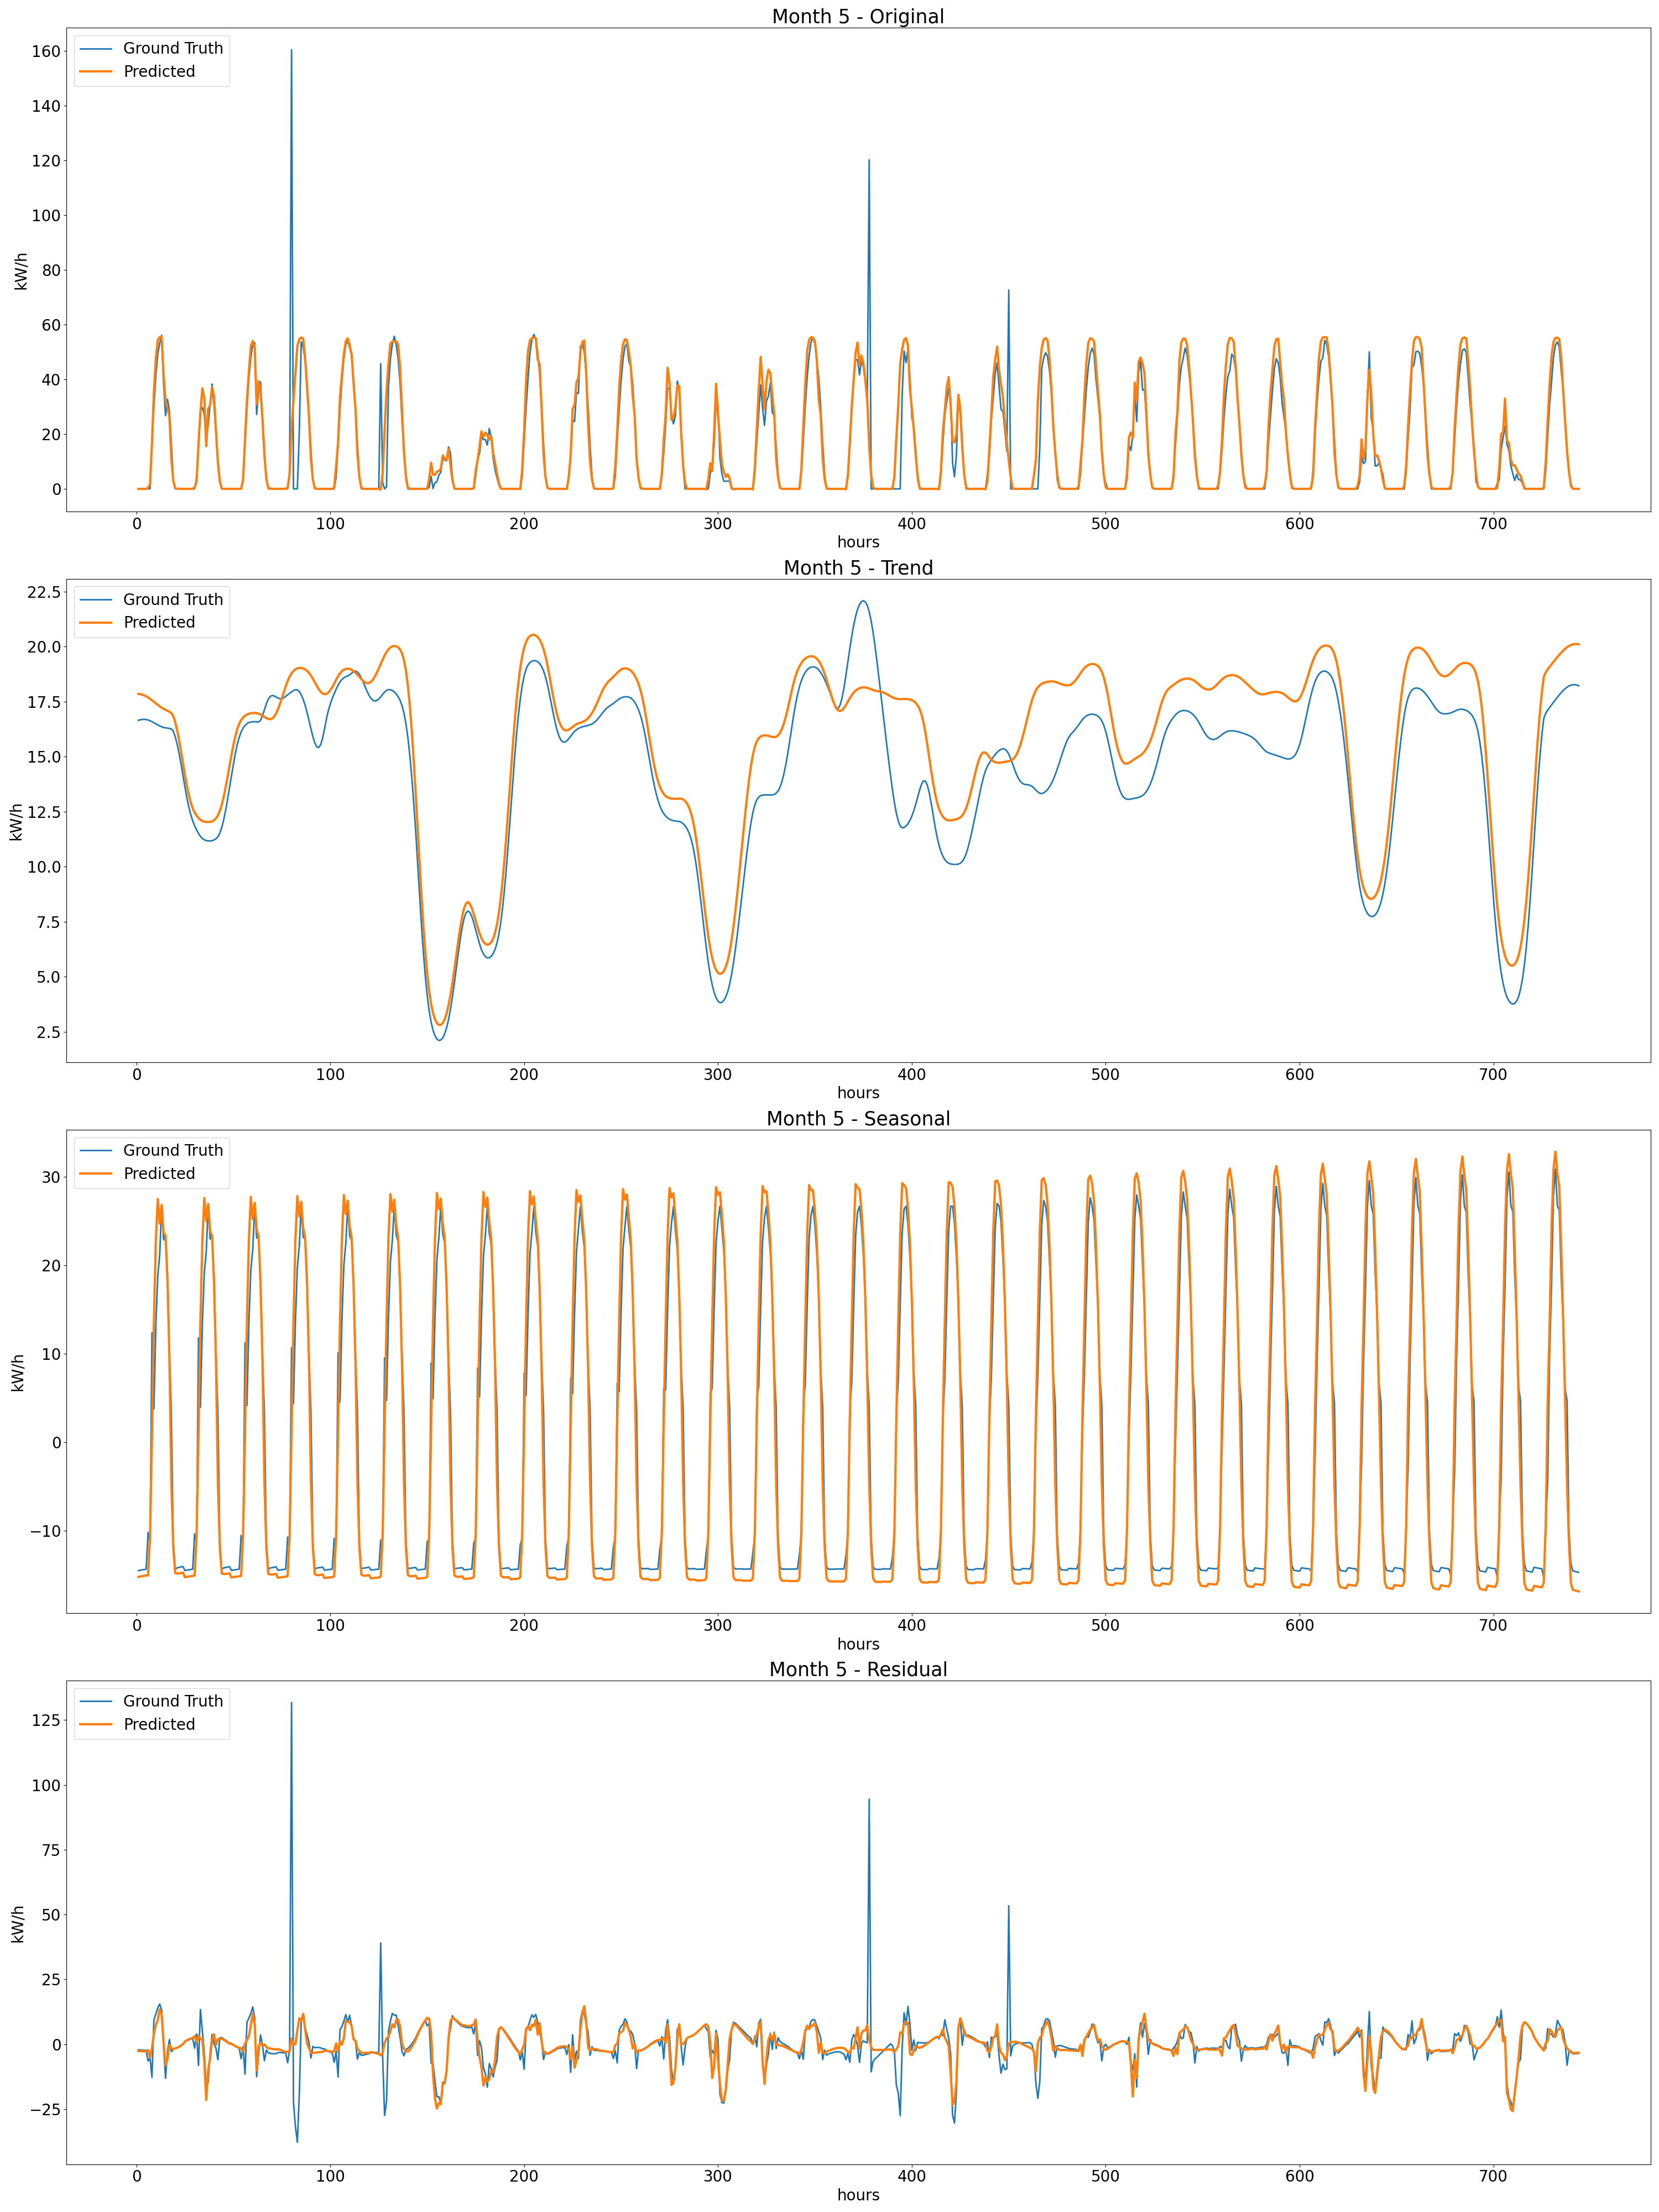 Month 5 - Original
Ground Truth
Predicted
160
140
120
100
80
60
40
20
0
kW/h
0 100 200 300 400 500 600 700
hours
Month 5 - Trend
Ground Truth
Predicted
22.5
20.0
17.5
15.0
12.5
10.0
7.5
5.0
2.5
kW/h
0 100 200 300 400 500 600 700
hours
Month 5 - Seasonal
Ground Truth
Predicted
30
20
10
0
−10
kW/h
0 100 200 300 400 500 600 700
hours
Month 5 - Residual
Ground Truth
Predicted
125
100
75
50
25
0
−25
kW/h
0 100 200 300 400 500 600 700
hours